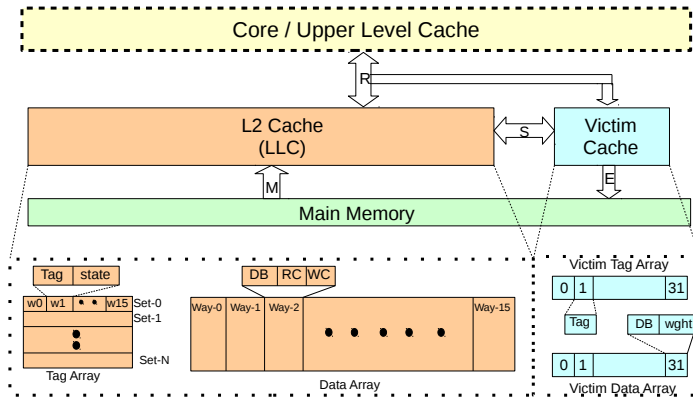 Core / Upper Level Cache
R
L2 Cache
(LLC)
S
Victim
Cache
M
E
Main Memory
Tag state
w0 w1 w15 Set-0
Set-1
Set-N
Tag Array
DB RC WC
Way-0 Way-1 Way-2 Way-15
Data Array
Victim Tag Array
0 1 31
Tag
DB wght
0 1 31
Victim Data Array